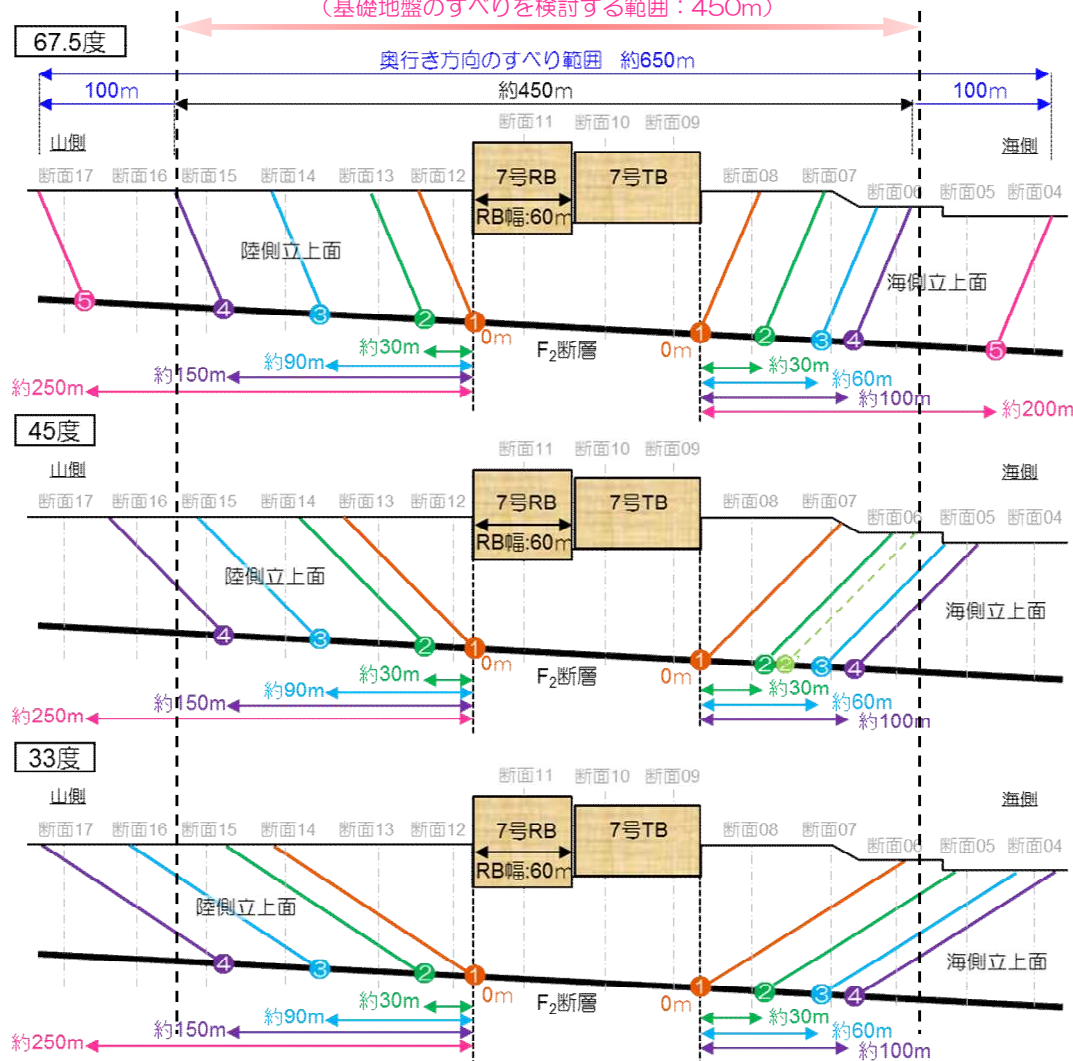 (基礎地盤のすべりを検討する範囲：450m)
67.5度
奥行き方向のすべり範囲 約650m
100m 約450m 100m
断面11 断面10 断面09
山側 海側
断面17 断面16 断面15 断面14 断面13 断面12 7号RB 7号TB 断面08 断面07 断面06 断面05 断面04
RB幅:60m
陸側立上面 海側立上面
5 4 3 2 1 1 2 3 4 5
0m F2断層 0m
約30m 約30m
約90m 約60m
約150m 約100m
約250m 約200m
45度
断面11 断面10 断面09
山側 海側
断面17 断面16 断面15 断面14 断面13 断面12 7号RB 7号TB 断面08 断面07 断面06 断面05 断面04
RB幅:60m
陸側立上面 海側立上面
4 3 2 1 1 2 2 3 4
0m F2断層 0m
約30m 約30m
約90m 約60m
約150m 約100m
約250m
33度
断面11 断面10 断面09
山側 海側
断面17 断面16 断面15 断面14 断面13 断面12 7号RB 7号TB 断面08 断面07 断面06 断面05 断面04
RB幅:60m
陸側立上面 海側立上面
4 3 2 1 1 2 3 4
0m F2断層 0m
約30m 約30m
約90m 約60m
約150m 約100m
約250m